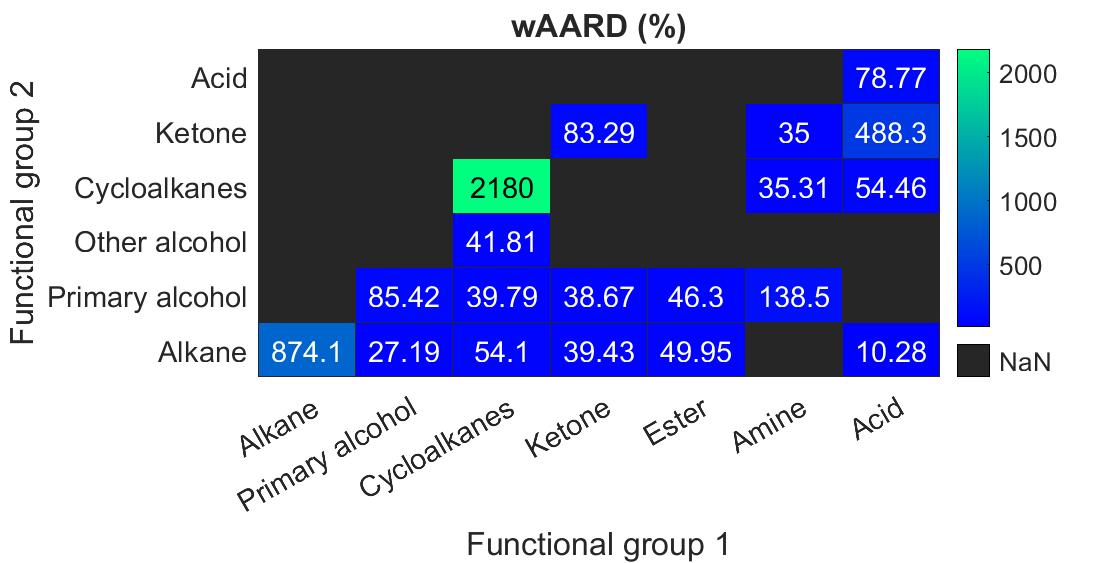 wAARD (%)
Functional group 2
Acid 78.77
Ketone 83.29 35 488.3
Cycloalkanes 2180 35.31 54.46
Other alcohol 41.81
Primary alcohol 85.42 39.79 38.67 46.3 138.5
Alkane 874.1 27.19 54.1 39.43 49.95 10.28
2000
1500
1000
500
NaN
Alkane
Primary alcohol
Cycloalkanes
Ketone
Ester
Amine
Acid
Functional group 1